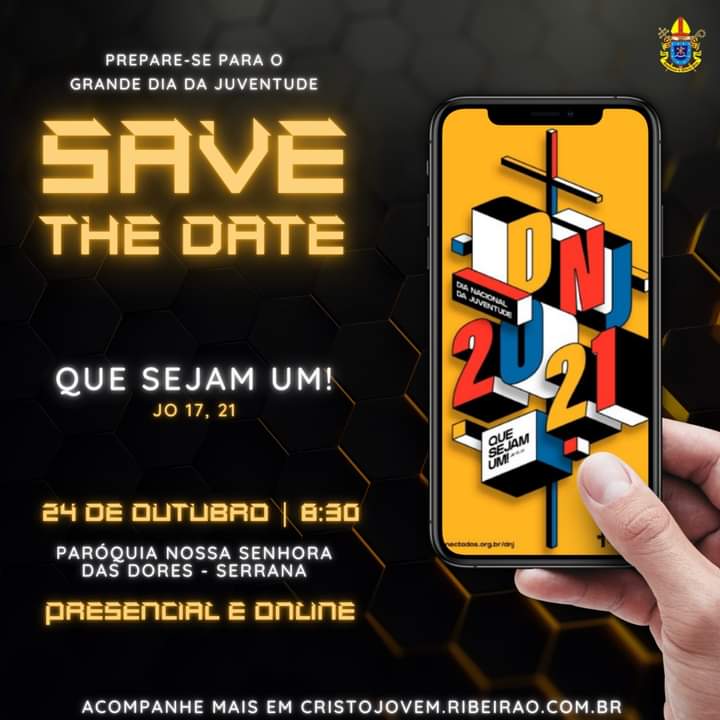 PREPARE-SE PARA O
GRANDE DIA DA JUVENTUDE
SAVE
THE DATE
QUE SEJAM UM!
JO 17, 21
24 DE OUTUBRO | 8:30
PARÓQUIA NOSSA SENHORA
DAS DORES - SERRANA
PRESENCIAL E ONLINE
DNJ
DIA NACIONAL
DA JUVENTUDE
2021
QUE
SEJAM
UM!
nectados.org.br/dnj
ACOMPANHE MAIS EM CRISTOJOVEM.RIBEIRAO.COM.BR